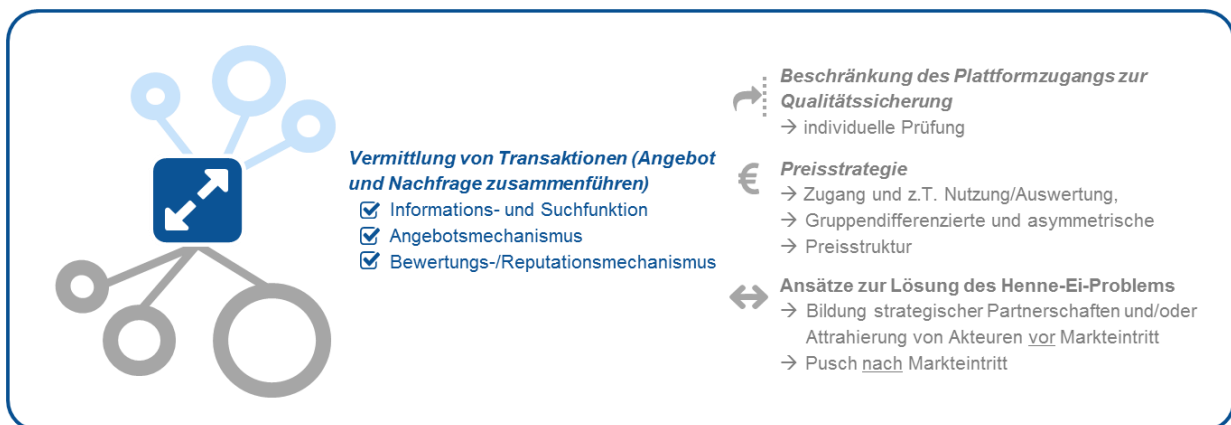 Vermittlung von Transaktionen (Angebot
und Nachfrage zusammenführen)
Informations- und Suchfunktion
Angebotsmechanismus
Bewertungs-/Reputationsmechanismus
Beschränkung des Plattformzugangs zur
Qualitätssicherung
→ individuelle Prüfung
€
Preisstrategie
→ Zugang und z.T. Nutzung/Auswertung,
→ Gruppendifferenzierte und asymmetrische
→ Preisstruktur
Ansätze zur Lösung des Henne-Ei-Problems
→ Bildung strategischer Partnerschaften und/oder
Attrahierung von Akteuren vor Markteintritt
→ Pusch nach Markteintritt